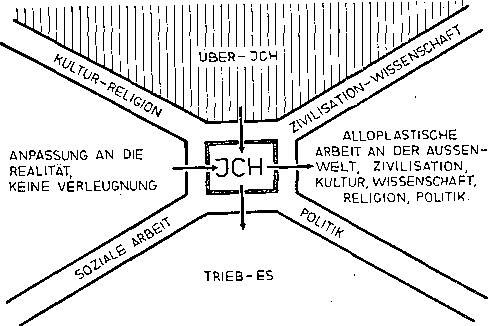 ÜBER-JCH
KULTUR-RELIGION
ZIVILISATION-WISSENSCHAFT
ANPASSUNG AN DIE
REALITÄT,
KEINE VERLEUGNUNG
JCH
ALLOPLASTISCHE
ARBEIT AN DER AUSSEN-
WELT, ZIVILISATION,
KULTUR, WISSENSCHAFT,
RELIGION, POLITIK.
SOZIALE ARBEIT
POLITIK
TRIEB-ES